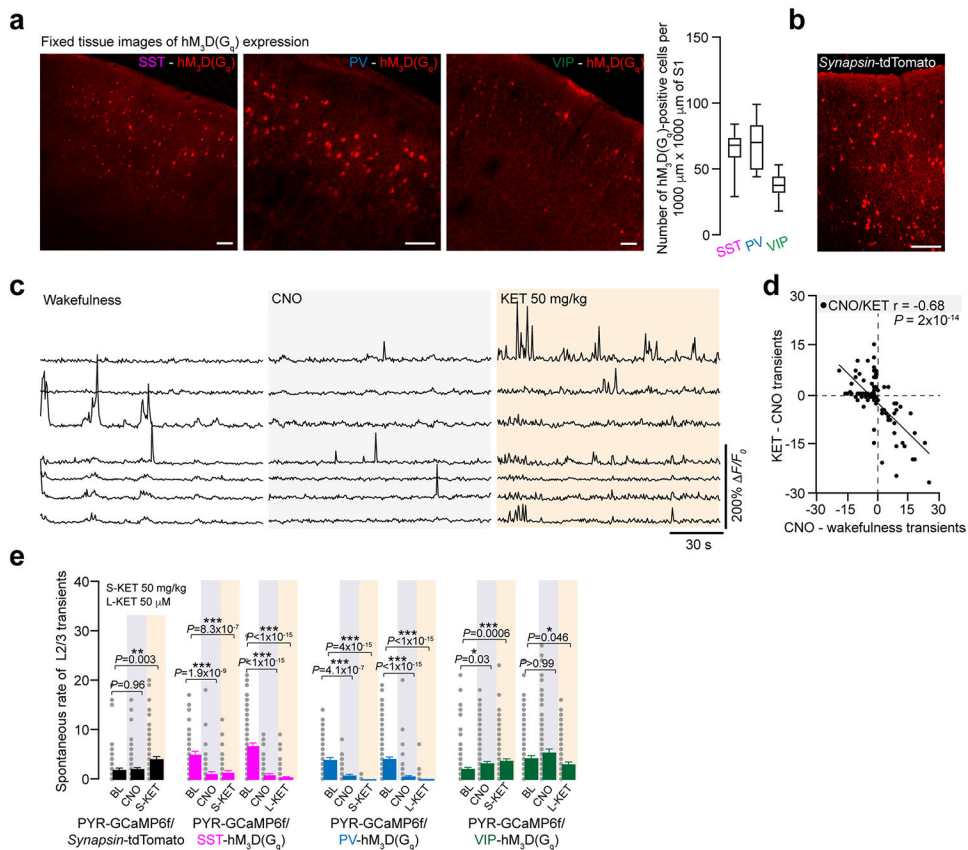 a
Fixed tissue images of hM3D(Gq) expression
SST - hM3D(Gq)
PV - hM3D(Gq)
VIP - hM3D(Gq)
Number of hM3D(Gq)-positive cells per
1000 μm x 1000 μm of S1
150
100
50
0
SST
PV
VIP
b
Synapsin-tdTomato
c
Wakefulness
CNO
KET 50 mg/kg
200% ΔF/F0
30 s
d
CNO/KET r = -0.68
P = 2x10-14
KET - CNO transients
30
15
0
-15
-30
-30 -15 0 15 30
CNO - wakefulness transients
e
Spontaneous rate of L2/3 transients
40
30
20
10
0
S-KET 50 mg/kg
L-KET 50 μM
**
P=0.003
P=0.96
***
P=8.3x10-7
***
P=1.9x10-9
***
P<1x10-15
***
P<1x10-15
***
P=4x10-15
***
P=4.1x10-7
***
P<1x10-15
***
P<1x10-15
***
P=0.0006
*
P=0.03
*
P=0.046
P>0.99
BL CNO S-KET
BL CNO S-KET
BL CNO L-KET
BL CNO S-KET
BL CNO L-KET
BL CNO S-KET
BL CNO L-KET
PYR-GCaMP6f/
Synapsin-tdTomato
PYR-GCaMP6f/
SST-hM3D(Gq)
PYR-GCaMP6f/
PV-hM3D(Gq)
PYR-GCaMP6f/
VIP-hM3D(Gq)